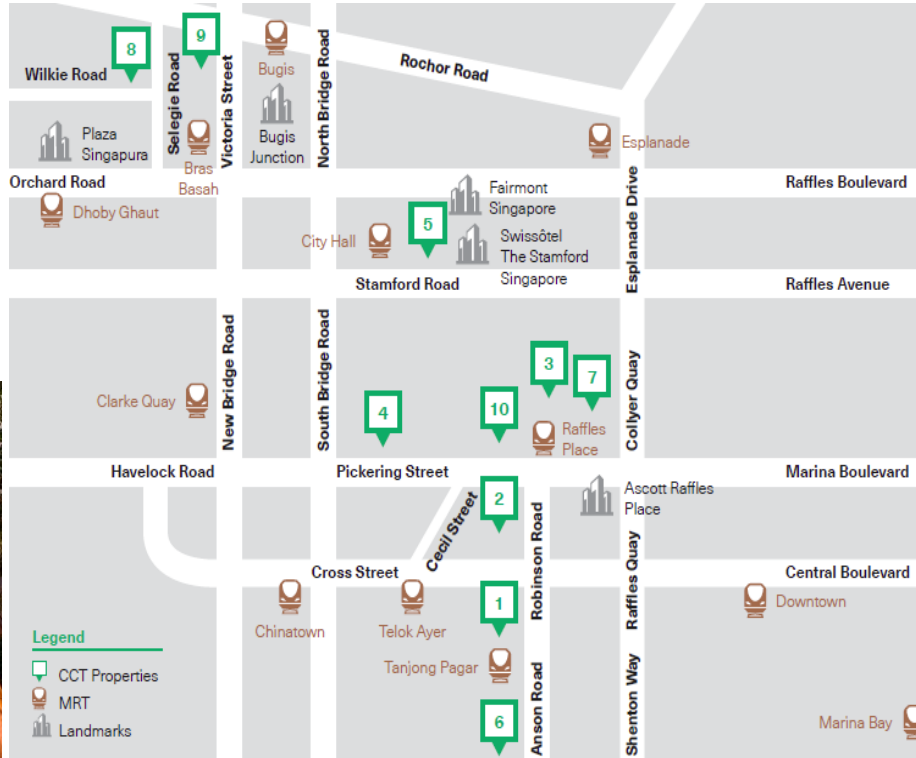 8
9
Bugis
Wilkie Road
Selegie Road
Victoria Street
North Bridge Road
Rochor Road
Plaza
Singapura
Bras
Basah
Bugis
Junction
Esplanade
Orchard Road
Raffles Boulevard
Dhoby Ghaut
City Hall
5
Fairmont
Singapore
Swissôtel
The Stamford
Singapore
Esplanade Drive
Stamford Road
Raffles Avenue
Clarke Quay
New Bridge Road
South Bridge Road
4
10
3
7
Raffles
Place
Collyer Quay
Havelock Road
Pickering Street
Marina Boulevard
Cecil Street
2
Robinson Road
Ascott Raffles
Place
Raffles Quay
Cross Street
Central Boulevard
Chinatown
Telok Ayer
1
Downtown
Tanjong Pagar
6
Anson Road
Shenton Way
Marina Bay
Legend
CCT Properties
MRT
Landmarks